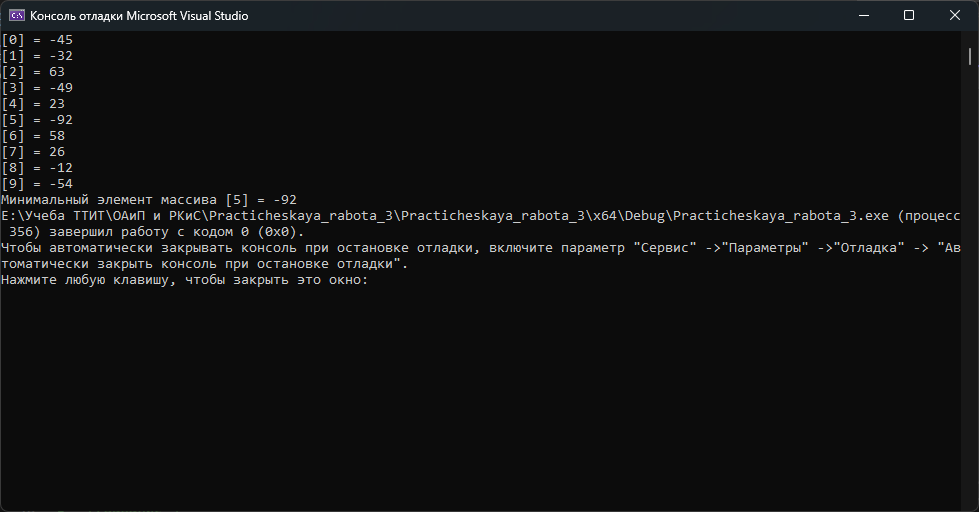 Консоль отладки Microsoft Visual Studio
[0] = -45
[1] = -32
[2] = 63
[3] = -49
[4] = 23
[5] = -92
[6] = 58
[7] = 26
[8] = -12
[9] = -54
Минимальный элемент массива [5] = -92
E:\Учеба ТТИТ\ОАиП и РКиС\Practicheskaya_rabota_3\Practicheskaya_rabota_3\x64\Debug\Practicheskaya_rabota_3.exe (процесс
 356) завершил работу с кодом 0 (0x0).
Чтобы автоматически закрывать консоль при остановке отладки, включите параметр "Сервис" ->"Параметры" ->"Отладка" -> "Ав
томатически закрыть консоль при остановке отладки".
Нажмите любую клавишу, чтобы закрыть это окно: